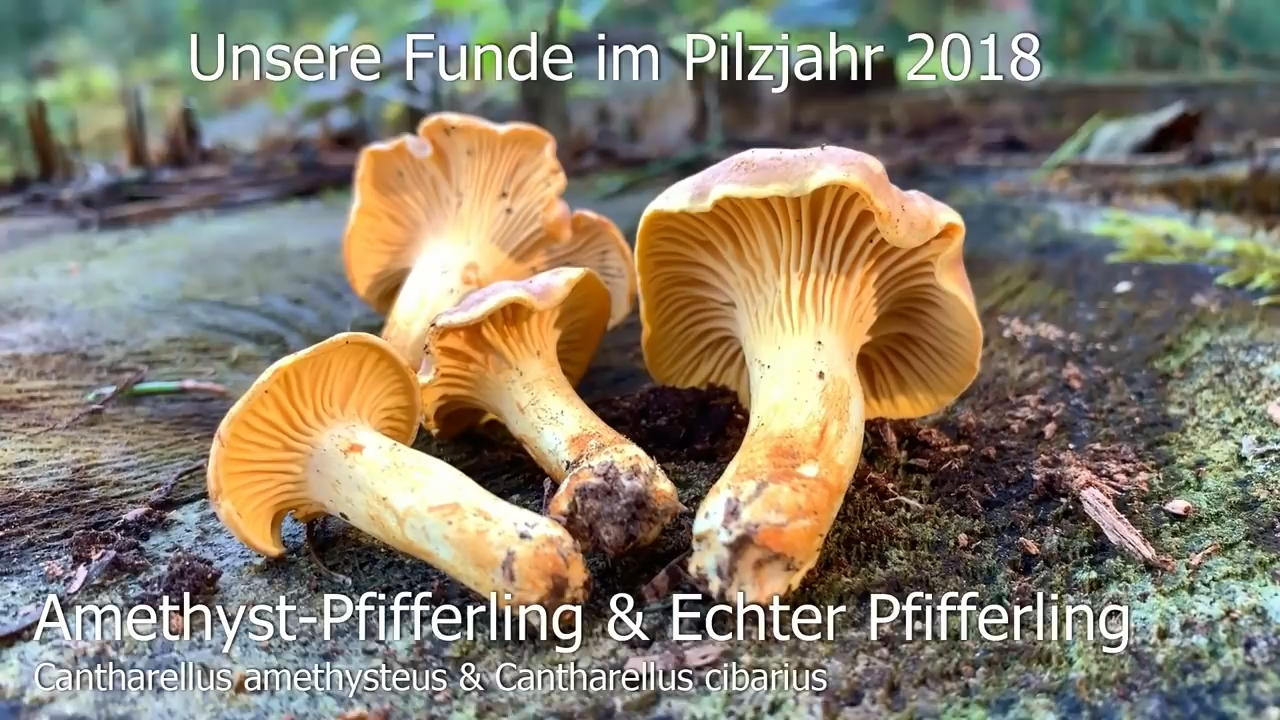 Unsere Funde im Pilzjahr 2018
Amethyst-Pfifferling & Echter Pfifferling
Cantharellus amethysteus & Cantharellus cibarius